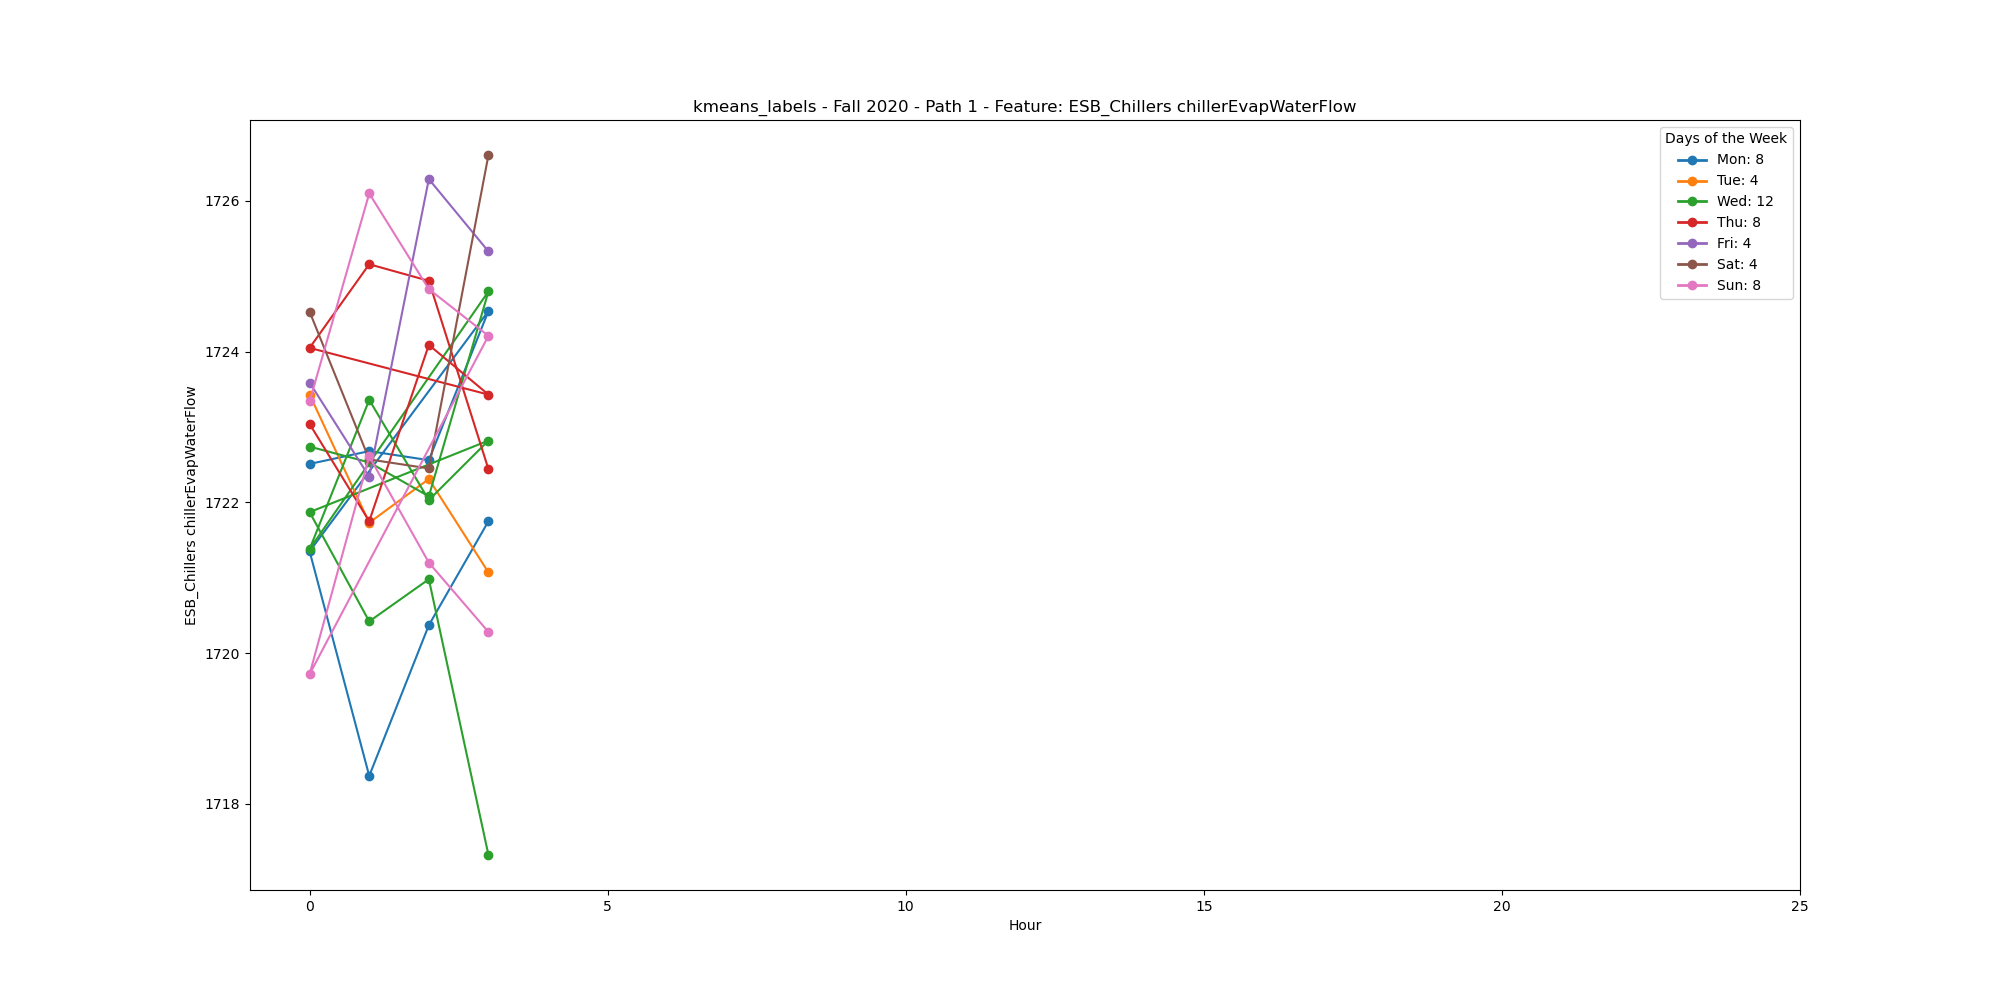 kmeans_labels - Fall 2020 - Path 1 - Feature: ESB_Chillers chillerEvapWaterFlow
Days of the Week
Mon: 8
Tue: 4
Wed: 12
Thu: 8
Fri: 4
Sat: 4
Sun: 8
ESB_Chillers chillerEvapWaterFlow
1726
1724
1722
1720
1718
0
5
10
15
20
25
Hour